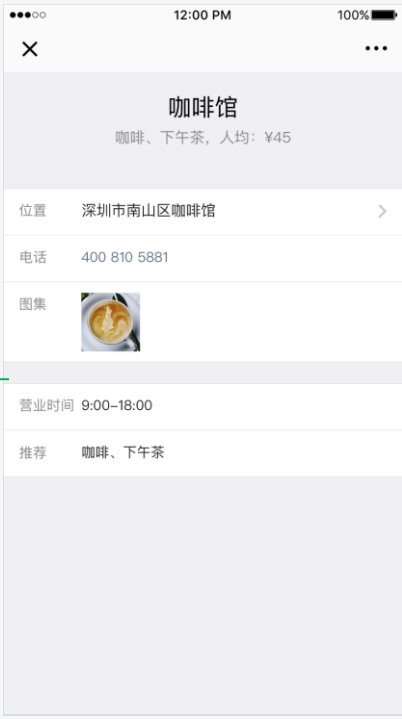 12:00 PM 100%
咖啡馆
咖啡、下午茶，人均：¥45
位置 深圳市南山区咖啡馆
电话 400 810 5881
图集
营业时间 9:00–18:00
推荐 咖啡、下午茶